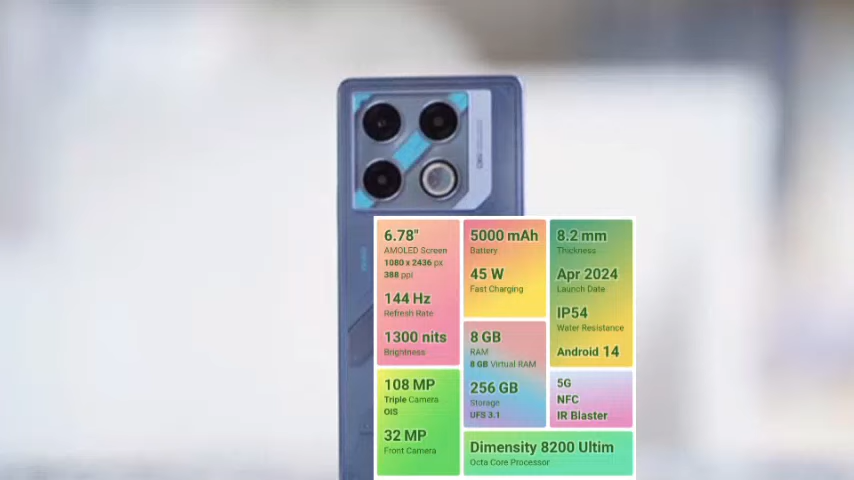 6.78"
AMOLED Screen
1080 x 2436 px
388 ppi
144 Hz
Refresh Rate
1300 nits
Brightness
108 MP
Triple Camera
OIS
32 MP
Front Camera
5000 mAh
Battery
45 W
Fast Charging
8 GB
RAM
8 GB Virtual RAM
256 GB
Storage
UFS 3.1
8.2 mm
Thickness
Apr 2024
Launch Date
IP54
Water Resistance
Android 14
5G
NFC
IR Blaster
Dimensity 8200 Ultim
Octa Core Processor